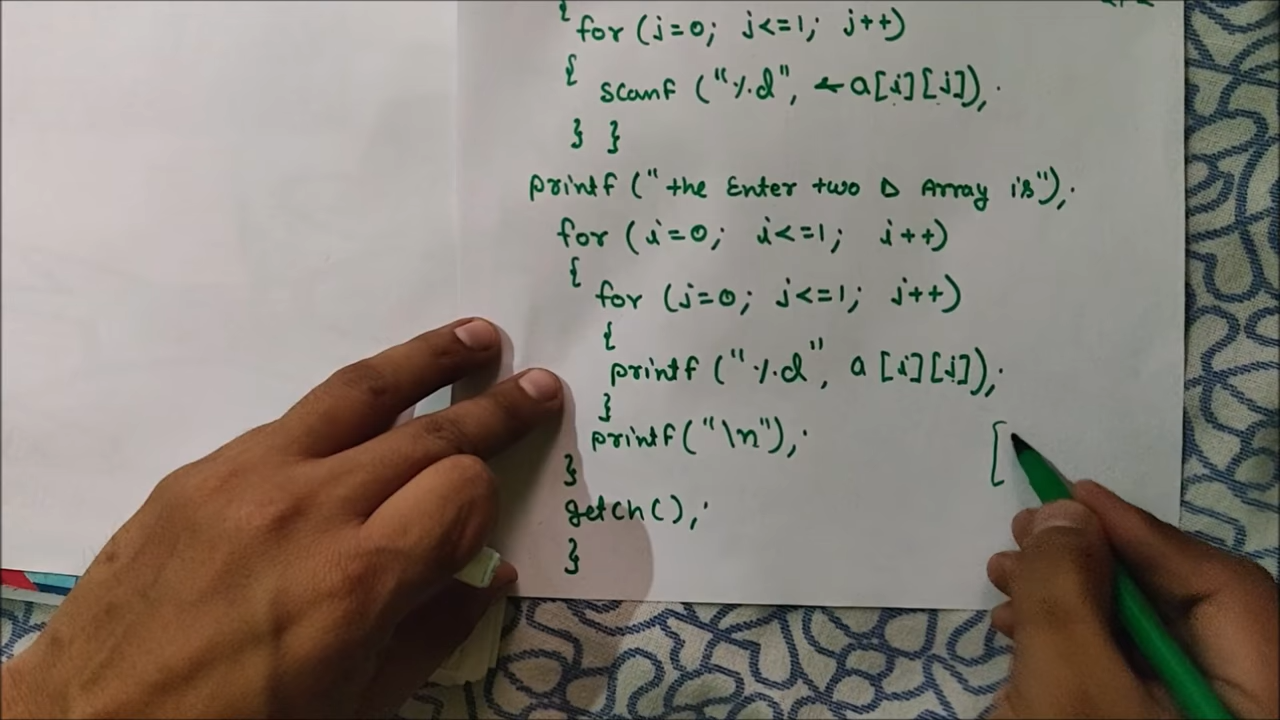 { for (j=0; j<=1; j++)
{ scanf ("%d", &a[i][j]);
} }
printf ("the Enter two D Array is");
for (i=0; i<=1; i++)
{ for (j=0; j<=1; j++)
{
printf ("%d", a[i][j]);
}
printf("\n");
}
getch();
}
[